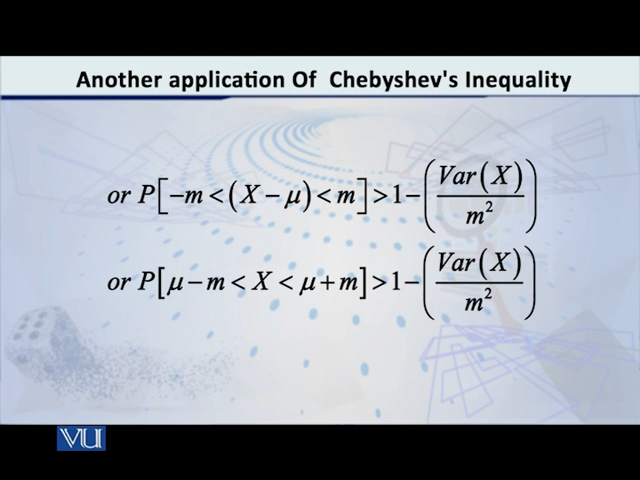 Another application Of Chebyshev's Inequality
or P[−m < (X − μ) < m] > 1 − (Var(X) / m²)
or P[μ − m < X < μ + m] > 1 − (Var(X) / m²)
VU